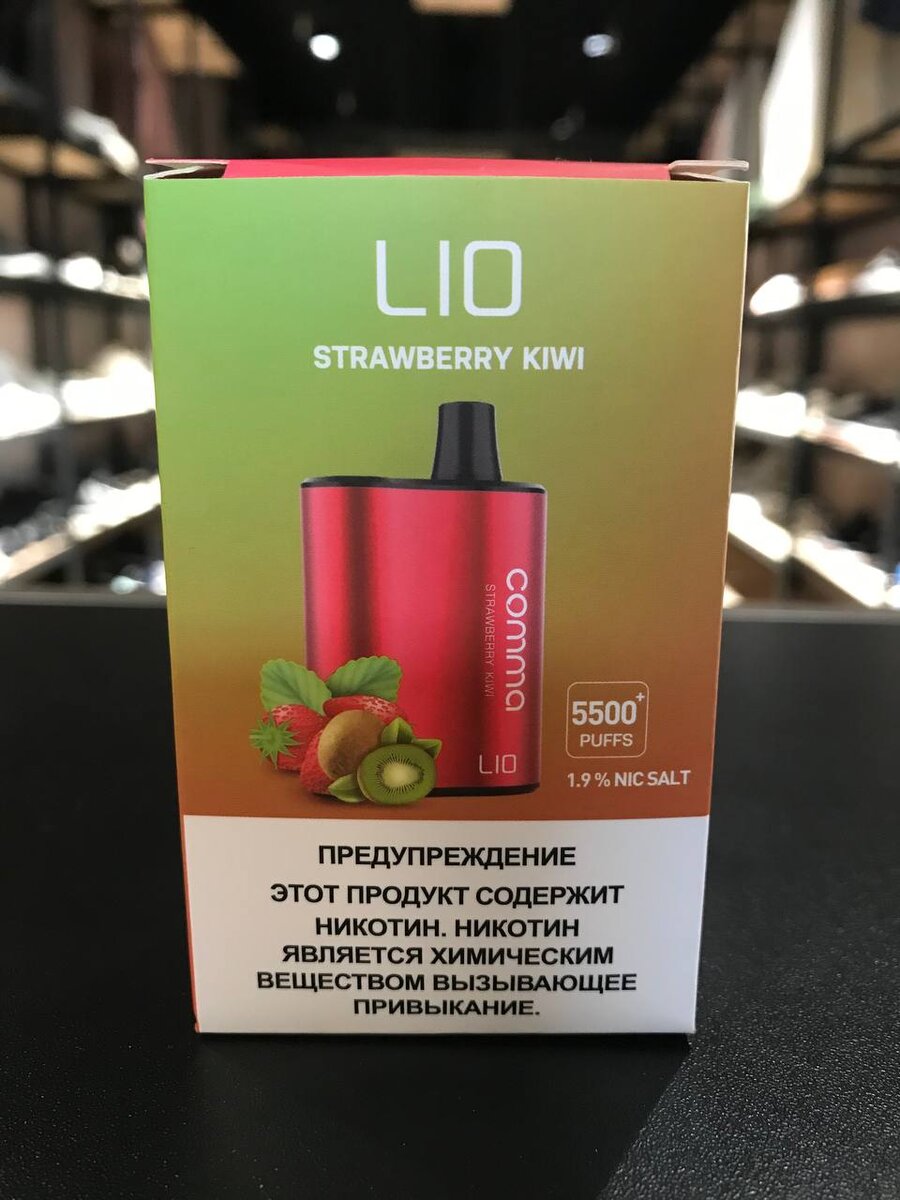 LIO
STRAWBERRY KIWI
comma
STRAWBERRY KIWI
LIO
5500+
PUFFS
1.9 % NIC SALT
ПРЕДУПРЕЖДЕНИЕ
ЭТОТ ПРОДУКТ СОДЕРЖИТ
НИКОТИН. НИКОТИН
ЯВЛЯЕТСЯ ХИМИЧЕСКИМ
ВЕЩЕСТВОМ ВЫЗЫВАЮЩЕЕ
ПРИВЫКАНИЕ.